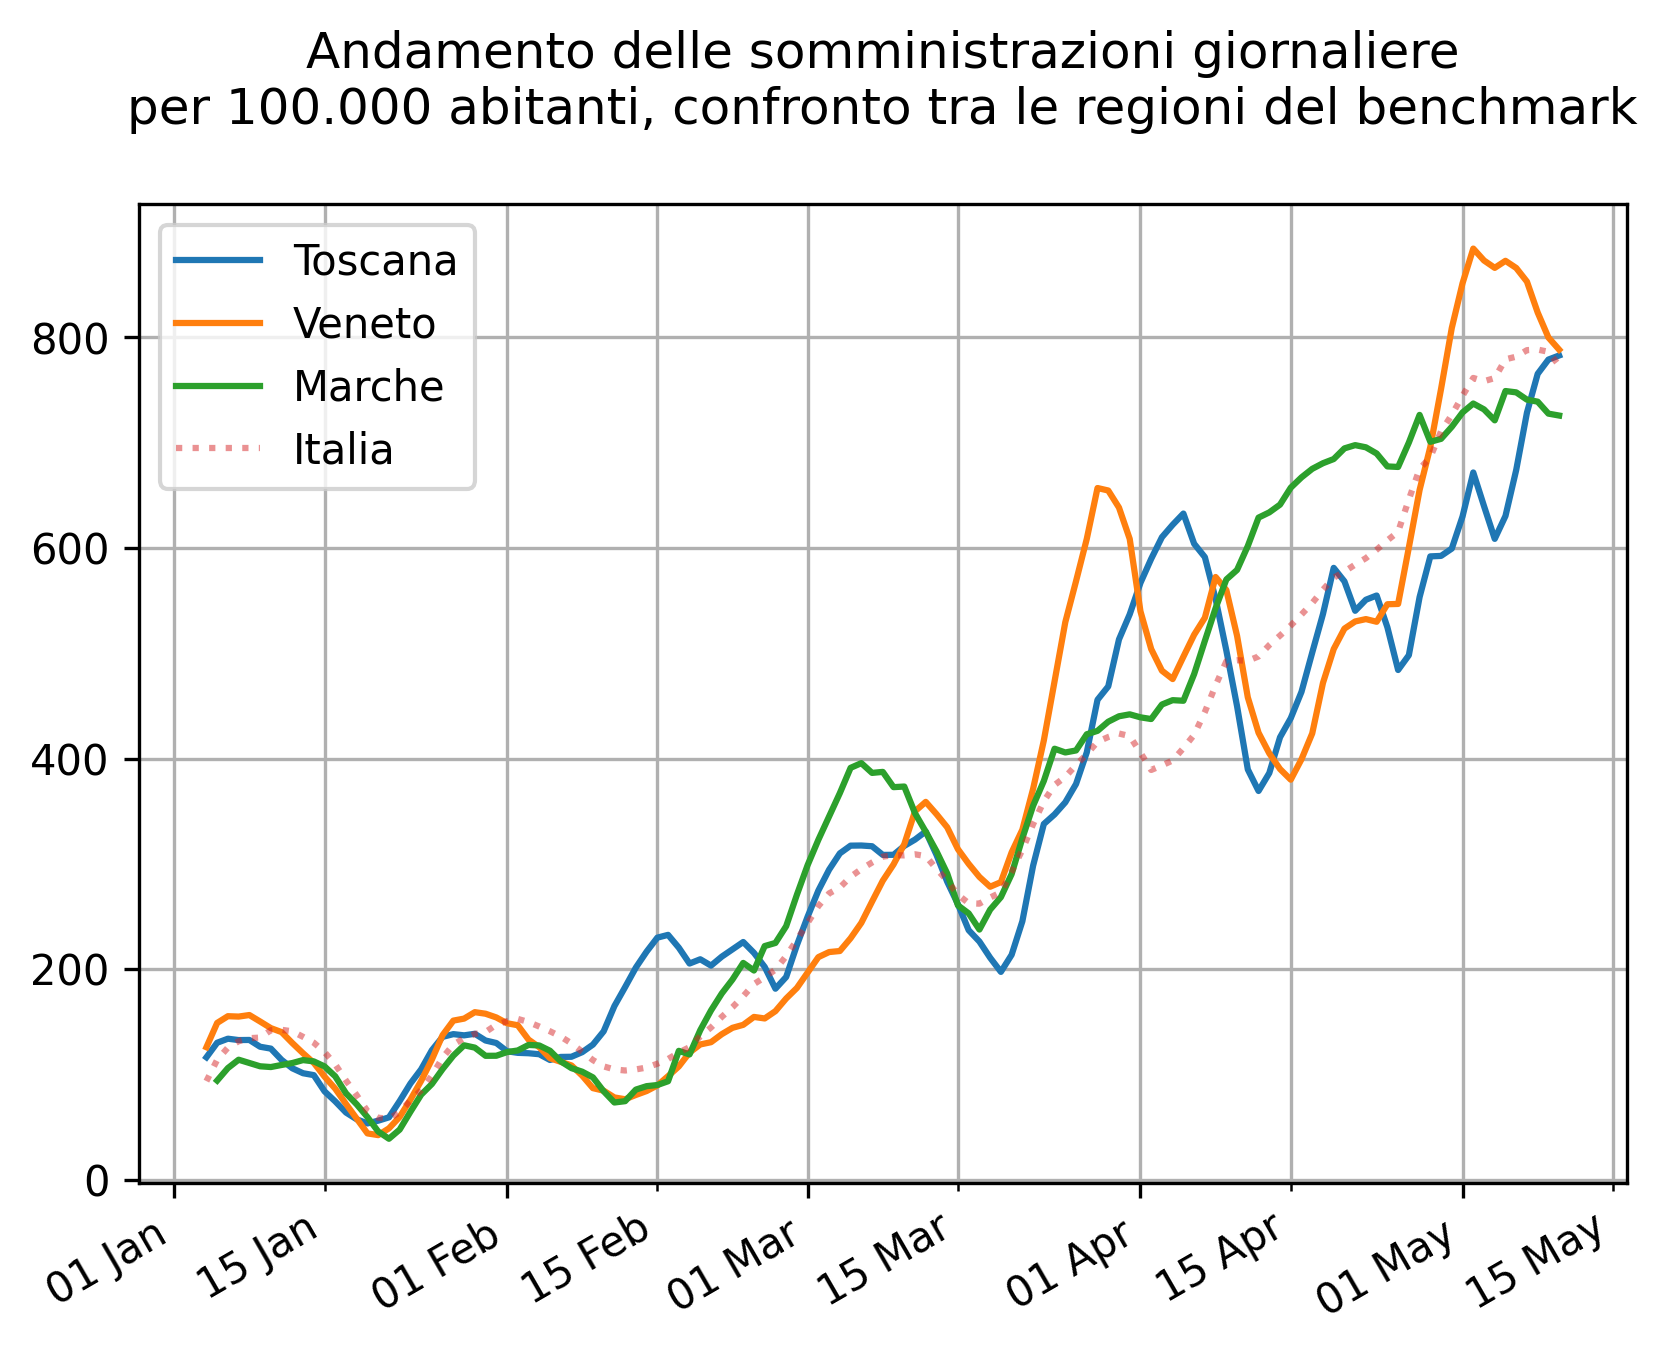 Andamento delle somministrazioni giornaliere
per 100.000 abitanti, confronto tra le regioni del benchmark
Toscana
Veneto
Marche
Italia
800
600
400
200
0
01 Jan
15 Jan
01 Feb
15 Feb
01 Mar
15 Mar
01 Apr
15 Apr
01 May
15 May